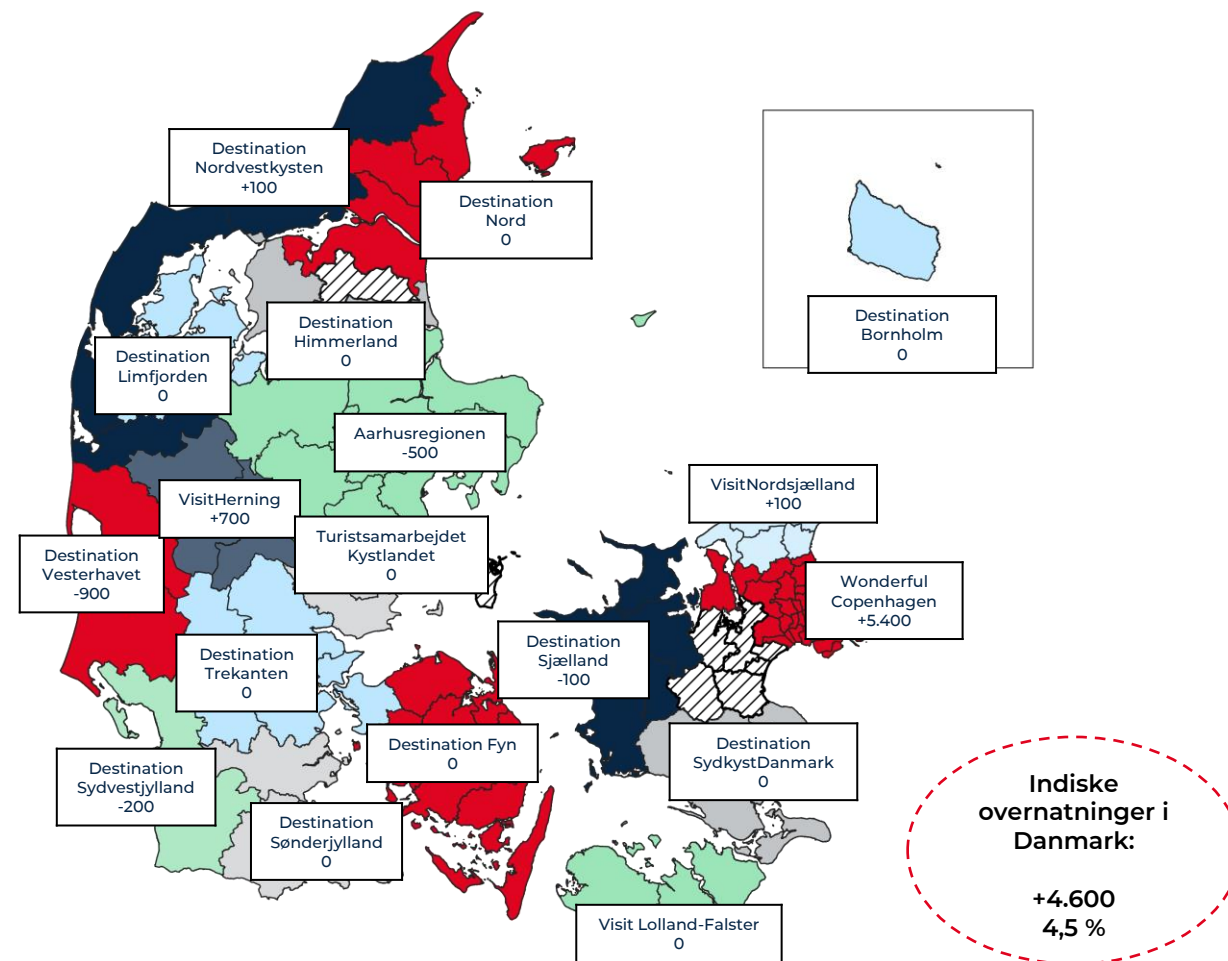 Destination
Nordvestkysten
+100
Destination
Nord
0
Destination
Himmerland
0
Destination
Bornholm
0
Destination
Limfjorden
0
Aarhusregionen
-500
VisitHerning
+700
VisitNordsjælland
+100
Turistsamarbejdet
Kystlandet
0
Destination
Vesterhavet
-900
Wonderful
Copenhagen
+5.400
Destination
Sjælland
-100
Destination
Trekanten
0
Destination Fyn
0
Destination
SydkystDanmark
0
Destination
Sydvestjylland
-200
Destination
Sønderjylland
0
Visit Lolland-Falster
0
Indiske
overnatninger i
Danmark:
+4.600
4,5 %